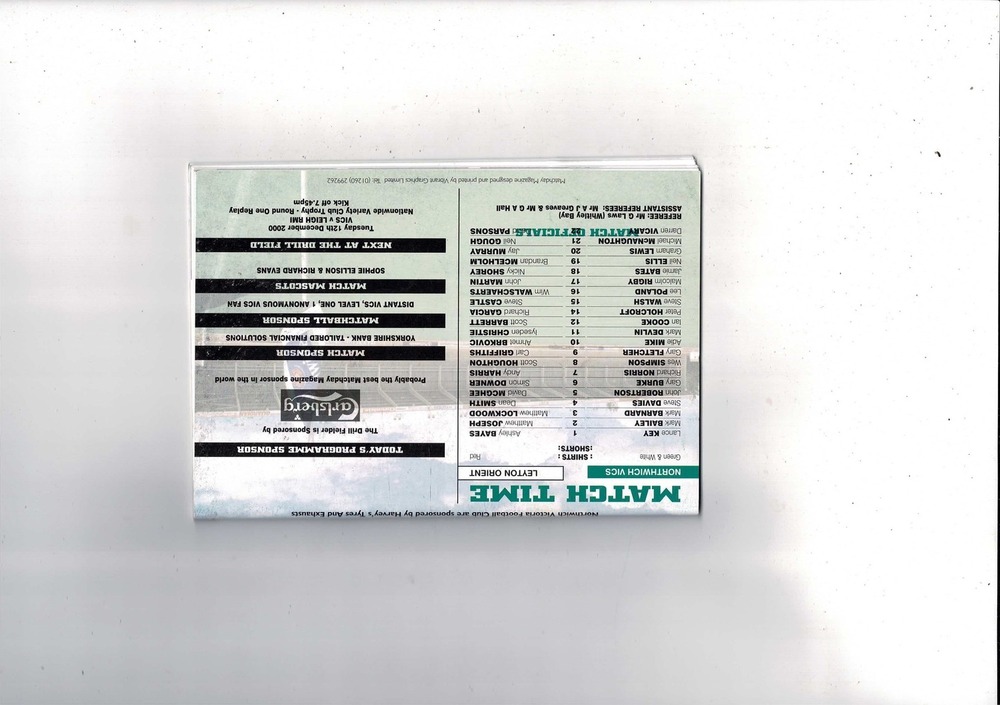 Northwich Victoria Football Club are sponsored by Harvey's Tyres And Exhausts
MATCH TIME
NORTHWICH VICS LEYTON ORIENT
Green & White :SHIRTS: Red
:SHORTS:
Lance KEY 1 Ashley BAYES
Mark BAILEY 2 Matthew JOSEPH
Mark BARNARD 3 Matthew LOCKWOOD
Steve DAVIES 4 Dean SMITH
John ROBERTSON 5 David MCGHEE
Gary BURKE 6 Simon DOWNER
Richard NORRIS 7 Andy HARRIS
Wes SIMPSON 8 Scott HOUGHTON
Gary FLETCHER 9 Carl GRIFFITHS
Adie MIKE 10 Ahmet BRKOVIC
Mark DEVLIN 11 Iyseden CHRISTIE
Ian COOKE 12 Scott BARRETT
Peter HOLCROFT 14 Richard GARCIA
Steve WALSH 15 Steve CASTLE
Lee POLAND 16 Wim WALSCHAERTS
Malcolm RIGBY 17 John MARTIN
Jamie BATES 18 Nicky SHOREY
Neil ELLIS 19 Brandan MCELHOLM
Graham LEWIS 20 Jay MURRAY
Michael McNAUGHTON 21 Neil GOUGH
Darren VICARY 22 PARSONS
MATCH OFFICIALS
REFEREE: Mr G Laws (Whitley Bay)
ASSISTANT REFEREES: Mr A J Greaves & Mr G A Hall
TODAY'S PROGRAMME SPONSOR
The Drill Fielder is Sponsored by
Carlsberg
Probably the best Matchday Magazine sponsor in the world
MATCH SPONSOR
YORKSHIRE BANK - TAILORED FINANCIAL SOLUTIONS
MATCHBALL SPONSOR
DISTANT VICS, LEVEL ONE, 1 ANONYMOUS VICS FAN
MATCH MASCOTS
SOPHIE ELLISON & RICHARD EVANS
NEXT AT THE DRILL FIELD
Tuesday 12th December 2000
VICS v LEIGH RMI
Nationwide Variety Club Trophy - Round One Replay
Kick off 7.45pm
Matchday Magazine designed and printed by Vibrant Graphics Limited Tel: (01260) 299262